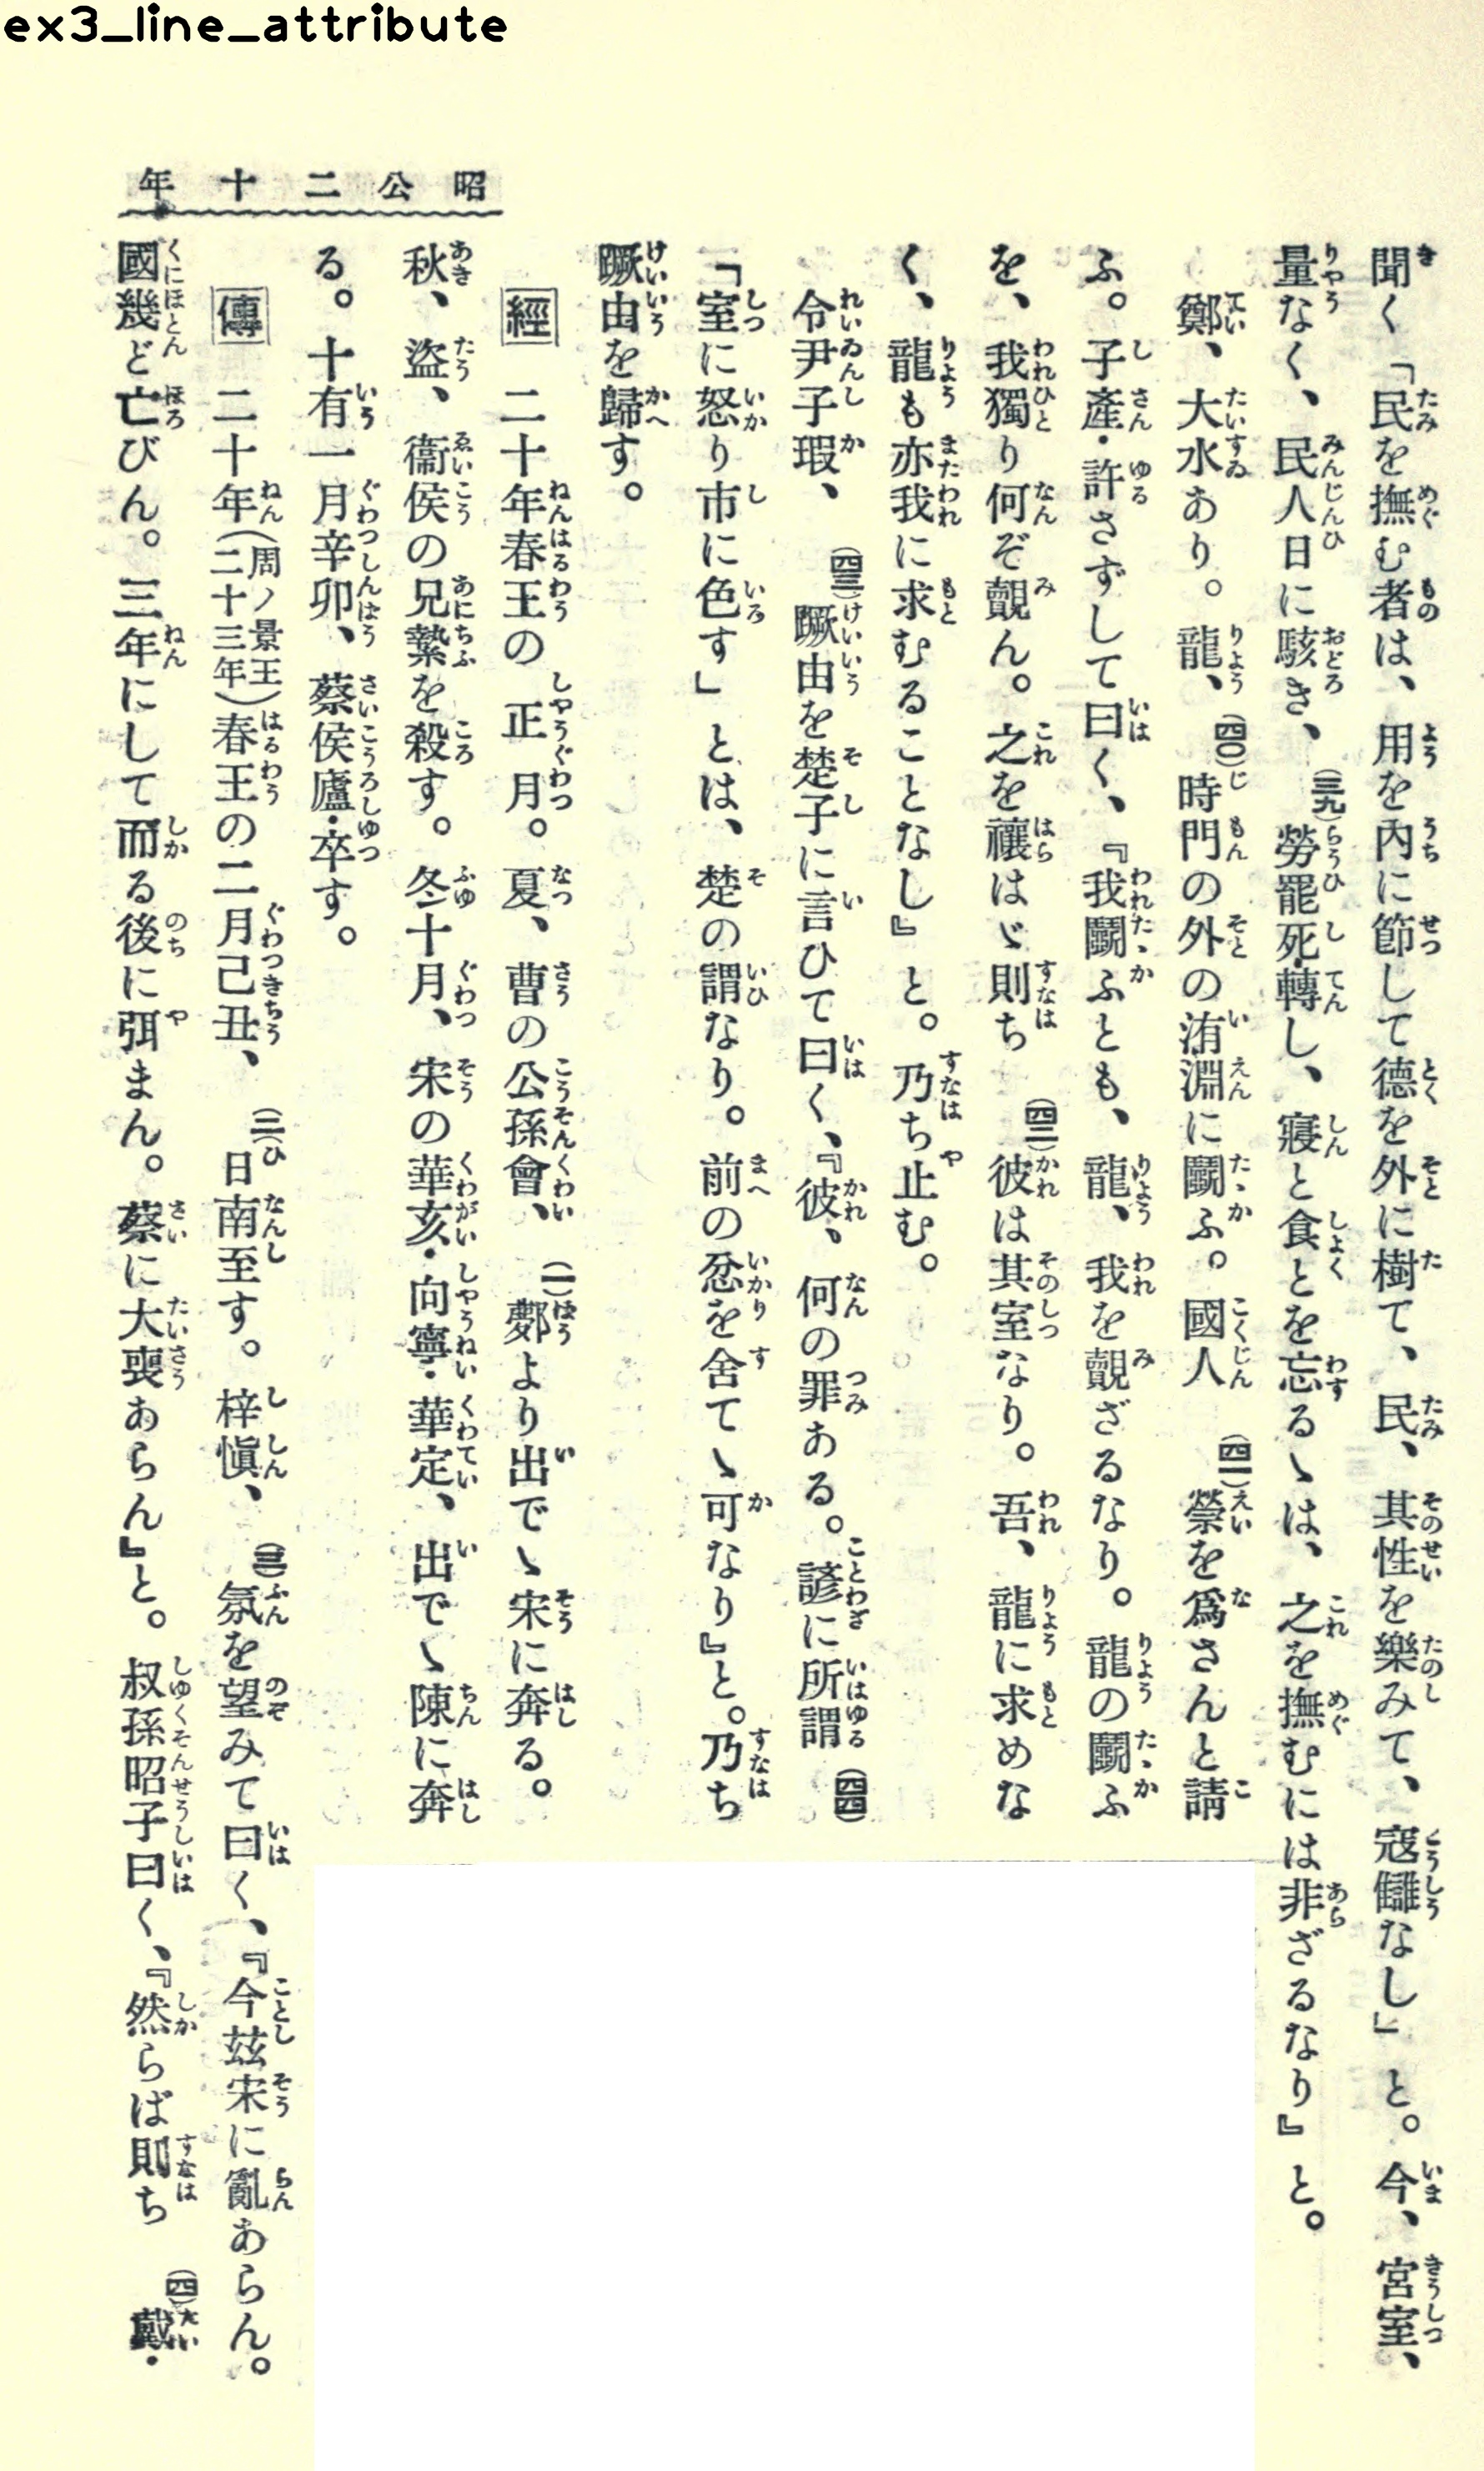 ex3_line_attribute
昭公二十年
聞く「民を撫む者は、用を內に節して德を外に樹て、民、其性を樂みて、寇讎なし」と。今、宮室、
量なく、民人日に駭き、(三九)勞罷死・轉し、寢と食とを忘るゝは、之を撫むには非ざるなり』と。
鄭、大水あり。龍、(四〇)時門の外の洧淵に鬭ふ。國人(四一)禜を爲さんと請
ふ。子產・許さずして曰く、『我鬭ふとも、龍、我を覿ざるなり。龍の鬭ふ
を、我獨り何ぞ覿ん。之を禳はゞ則ち(四二)彼は其室なり。吾、龍に求めな
く、龍も亦我に求むることなし』と。乃ち止む。
令尹子瑕、(四三)蹶由を楚子に言ひて曰く、『彼、何の罪ある。諺に所謂(四四)
「室に怒り市に色す」とは、楚の謂なり。前の忿を舍てゝ可なり』と。乃ち
蹶由を歸す。
經 二十年春王の正月。夏、曹の公孫會、(一)鄸より出でゝ宋に奔る。
秋、盜、衞侯の兄縶を殺す。冬十月、宋の華亥・向寧・華定、出でゝ陳に奔
る。十有一月辛卯、蔡侯廬・卒す。
傳 二十年(周ノ景王二十三年)春王の二月己丑、(二)日南至す。梓愼、(三)氛を望みて曰く、『今玆宋に亂あらん。
國幾ど亡びん。三年にして而る後に弭まん。蔡に大喪あらん』と。叔孫昭子曰く、『然らば則ち(四)戴・